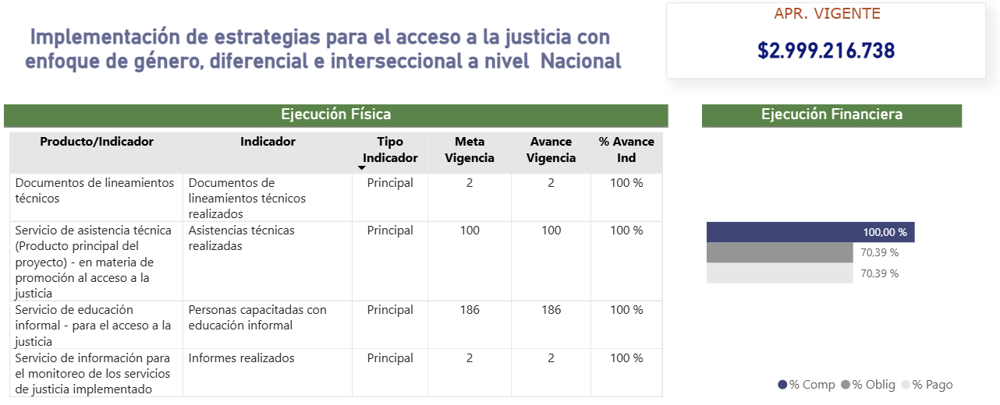 Implementación de estrategias para el acceso a la justicia con
enfoque de género, diferencial e interseccional a nivel Nacional
APR. VIGENTE
$2.999.216.738
Ejecución Física
Producto/Indicador Indicador Tipo Indicador Meta Vigencia Avance Vigencia % Avance Ind
Documentos de lineamientos
técnicos
Documentos de
lineamientos técnicos
realizados
Principal 2 2 100 %
Servicio de asistencia técnica
(Producto principal del
proyecto) - en materia de
promoción al acceso a la
justicia
Asistencias técnicas
realizadas
Principal 100 100 100 %
Servicio de educación
informal - para el acceso a la
justicia
Personas capacitadas con
educación informal
Principal 186 186 100 %
Servicio de información para
el monitoreo de los servicios
de justicia implementado
Informes realizados
Principal 2 2 100 %
Ejecución Financiera
100,00 %
70,39 %
70,39 %
% Comp % Oblig % Pago